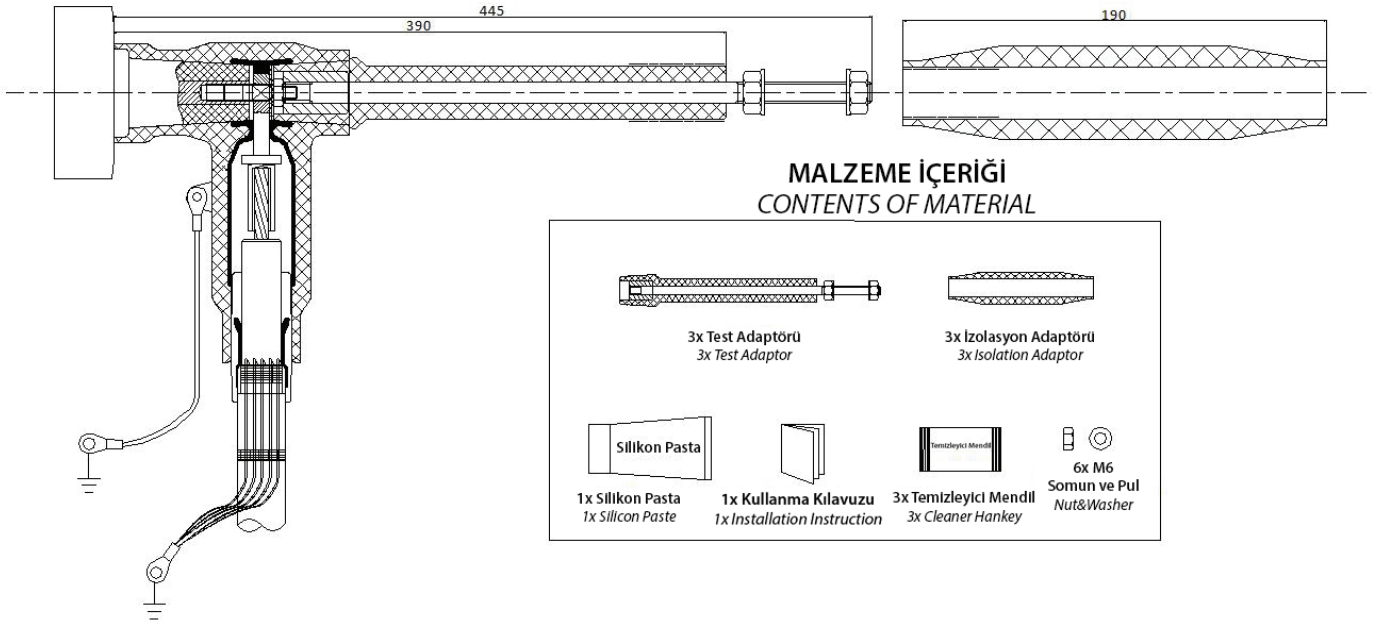 445
390
190
MALZEME İÇERİĞİ
CONTENTS OF MATERIAL
3x Test Adaptörü
3x Test Adaptor
3x İzolasyon Adaptörü
3x Isolation Adaptor
Silikon Pasta
1x Silikon Pasta
1x Silicon Paste
1x Kullanma Kılavuzu
1x Installation Instruction
Temizleyici Mendil
3x Temizleyici Mendil
3x Cleaner Hankey
6x M6
Somun ve Pul
Nut&Washer